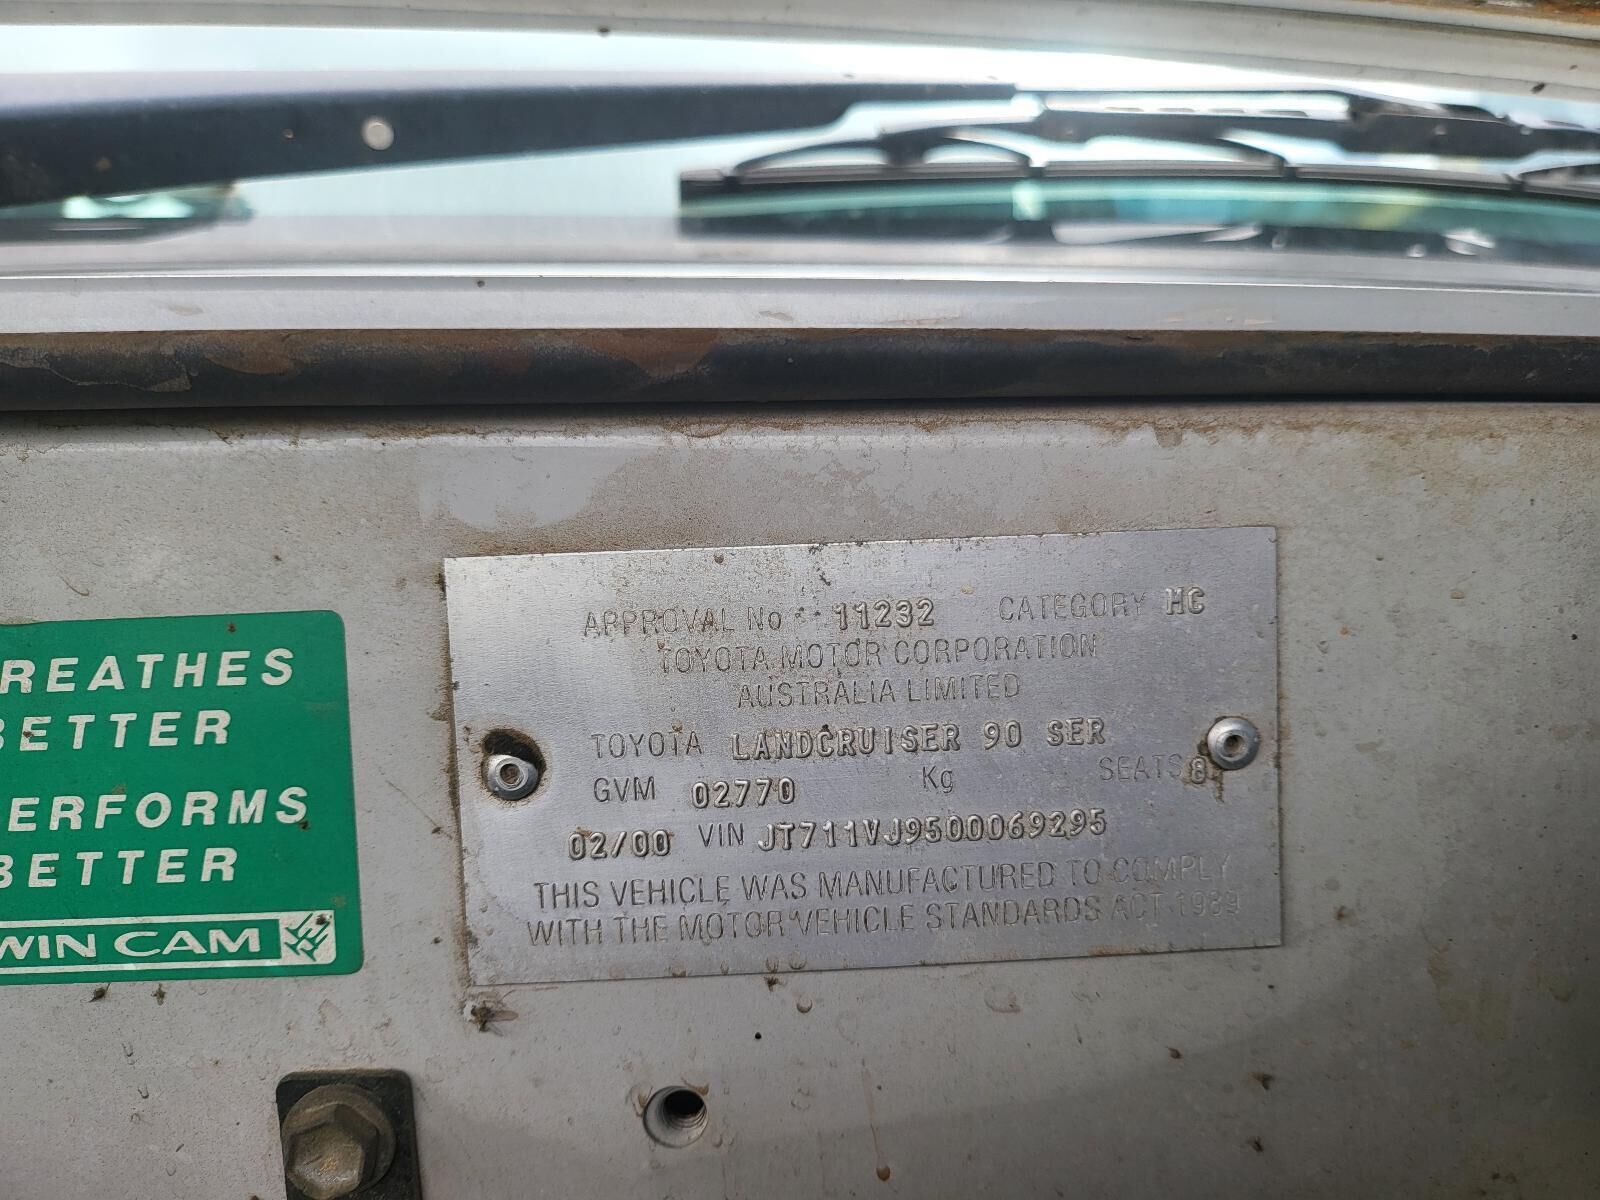 REATHES
BETTER
ERFORMS
BETTER
WIN CAM
APPROVAL No 11232 CATEGORY MC
TOYOTA MOTOR CORPORATION
AUSTRALIA LIMITED
TOYOTA LANDCRUISER 90 SER
GVM 02770 Kg SEATS 8
02/00 VIN JT711VJ9500069295
THIS VEHICLE WAS MANUFACTURED TO COMPLY
WITH THE MOTOR VEHICLE STANDARDS ACT 1989